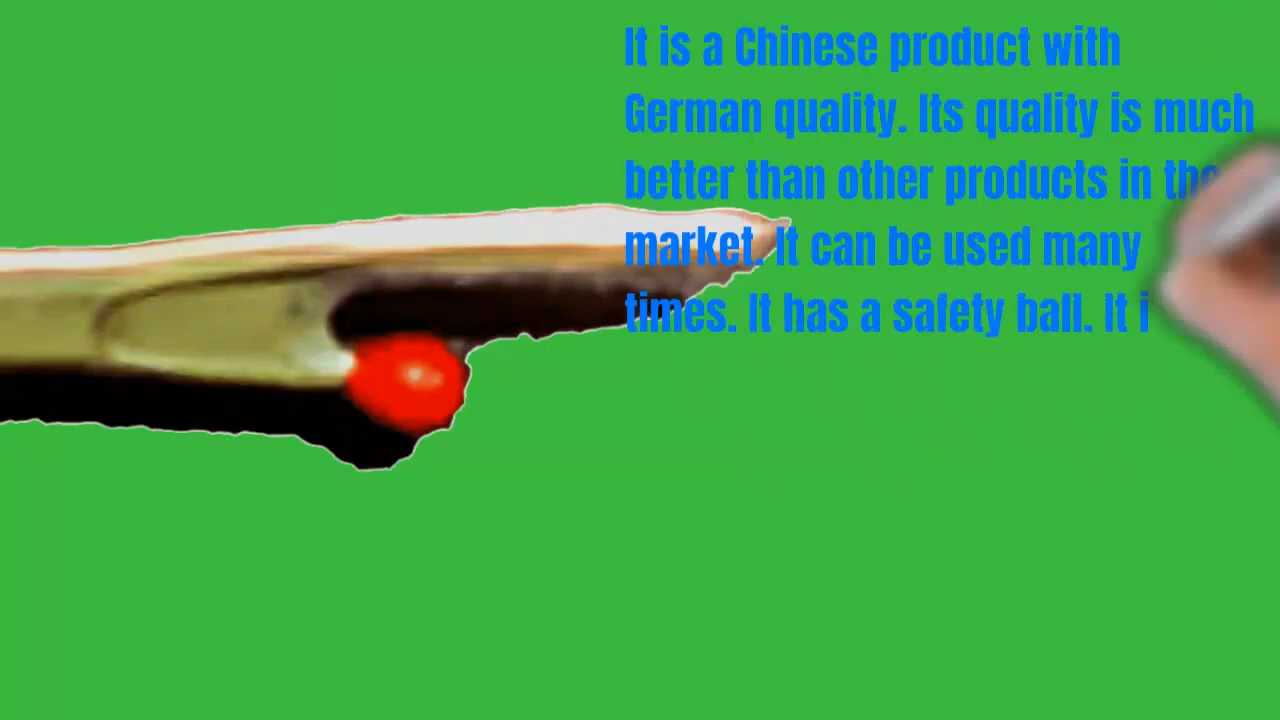 It is a Chinese product with
German quality. Its quality is much
better than other products in the
market. It can be used many
times. It has a safety ball. It i